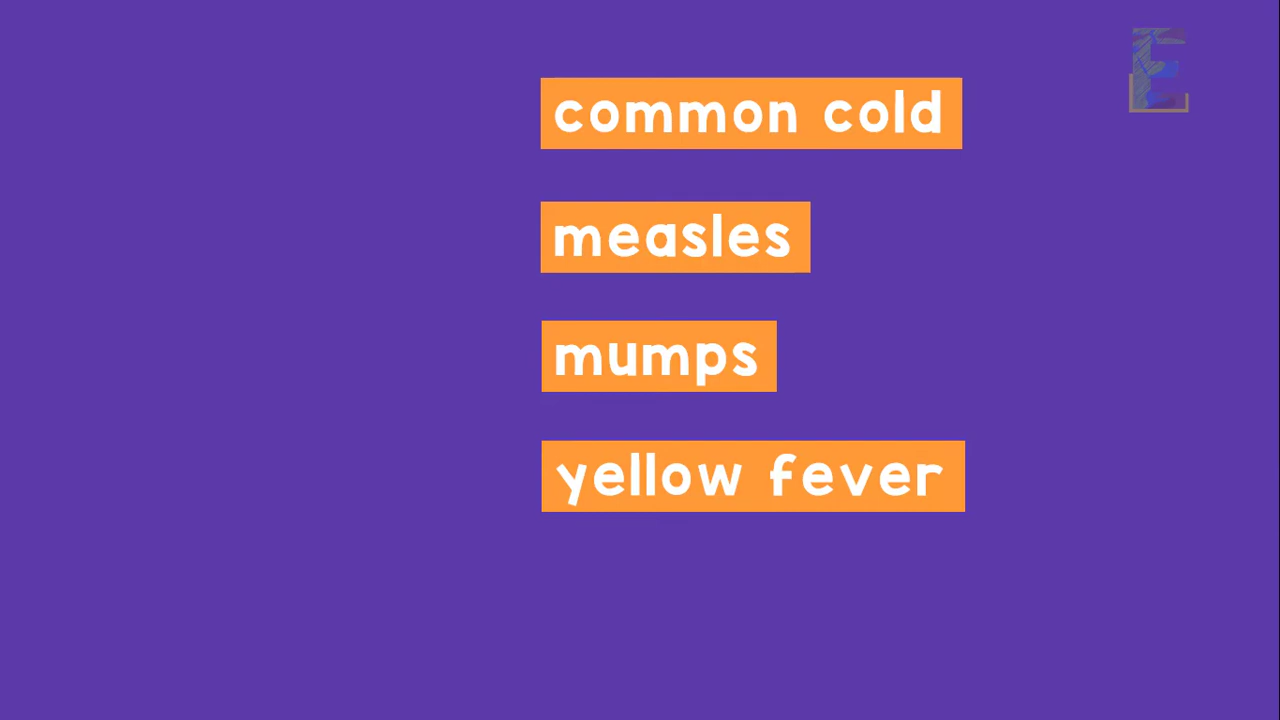 E
common cold
measles
mumps
yellow fever